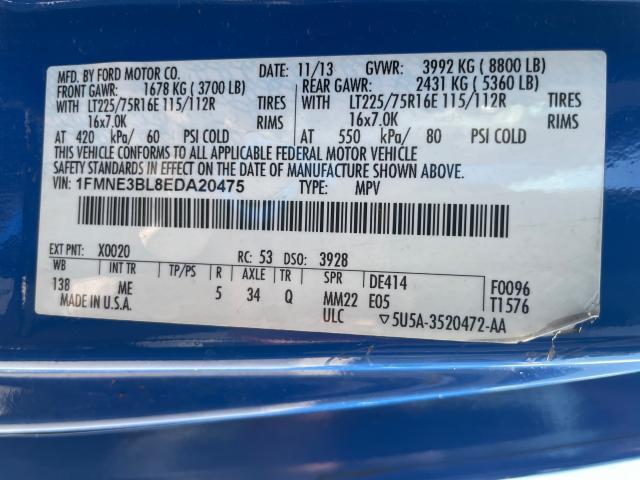 MFD. BY FORD MOTOR CO. DATE: 11/13 GVWR: 3992 KG ( 8800 LB)
FRONT GAWR: 1678 KG ( 3700 LB) REAR GAWR: 2431 KG ( 5360 LB)
WITH LT225/75R16E 115/112R TIRES WITH LT225/75R16E 115/112R TIRES
16x7.0K RIMS 16x7.0K RIMS
AT 420 kPa/ 60 PSI COLD AT 550 kPa/ 80 PSI COLD
THIS VEHICLE CONFORMS TO ALL APPLICABLE FEDERAL MOTOR VEHICLE
SAFETY STANDARDS IN EFFECT ON THE DATE OF MANUFACTURE SHOWN ABOVE.
VIN: 1FMNE3BL8EDA20475 TYPE: MPV
EXT PNT: X0020 RC: 53 DSO: 3928
WB INT TR TP/PS R AXLE TR SPR DE414 F0096
138 ME 5 34 Q MM22 E05 T1576
MADE IN U.S.A. ULC ▽5U5A-3520472-AA